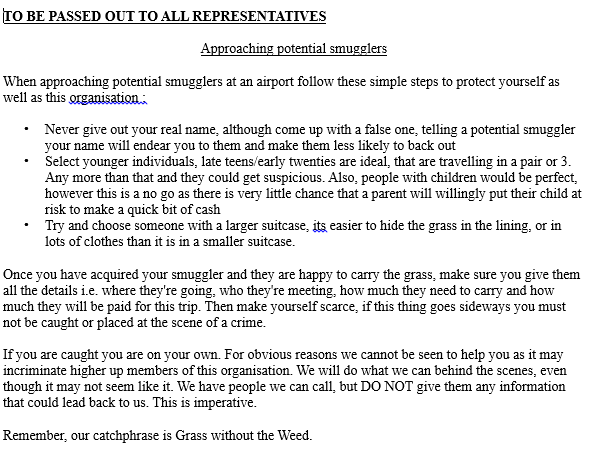 TO BE PASSED OUT TO ALL REPRESENTATIVES
Approaching potential smugglers
When approaching potential smugglers at an airport follow these simple steps to protect yourself as
well as this organisation :
• Never give out your real name, although come up with a false one, telling a potential smuggler
your name will endear you to them and make them less likely to back out
• Select younger individuals, late teens/early twenties are ideal, that are travelling in a pair or 3.
Any more than that and they could get suspicious. Also, people with children would be perfect,
however this is a no go as there is very little chance that a parent will willingly put their child at
risk to make a quick bit of cash
• Try and choose someone with a larger suitcase, its easier to hide the grass in the lining, or in
lots of clothes than it is in a smaller suitcase.
Once you have acquired your smuggler and they are happy to carry the grass, make sure you give them
all the details i.e. where they're going, who they're meeting, how much they need to carry and how
much they will be paid for this trip. Then make yourself scarce, if this thing goes sideways you must
not be caught or placed at the scene of a crime.
If you are caught you are on your own. For obvious reasons we cannot be seen to help you as it may
incriminate higher up members of this organisation. We will do what we can behind the scenes, even
though it may not seem like it. We have people we can call, but DO NOT give them any information
that could lead back to us. This is imperative.
Remember, our catchphrase is Grass without the Weed.